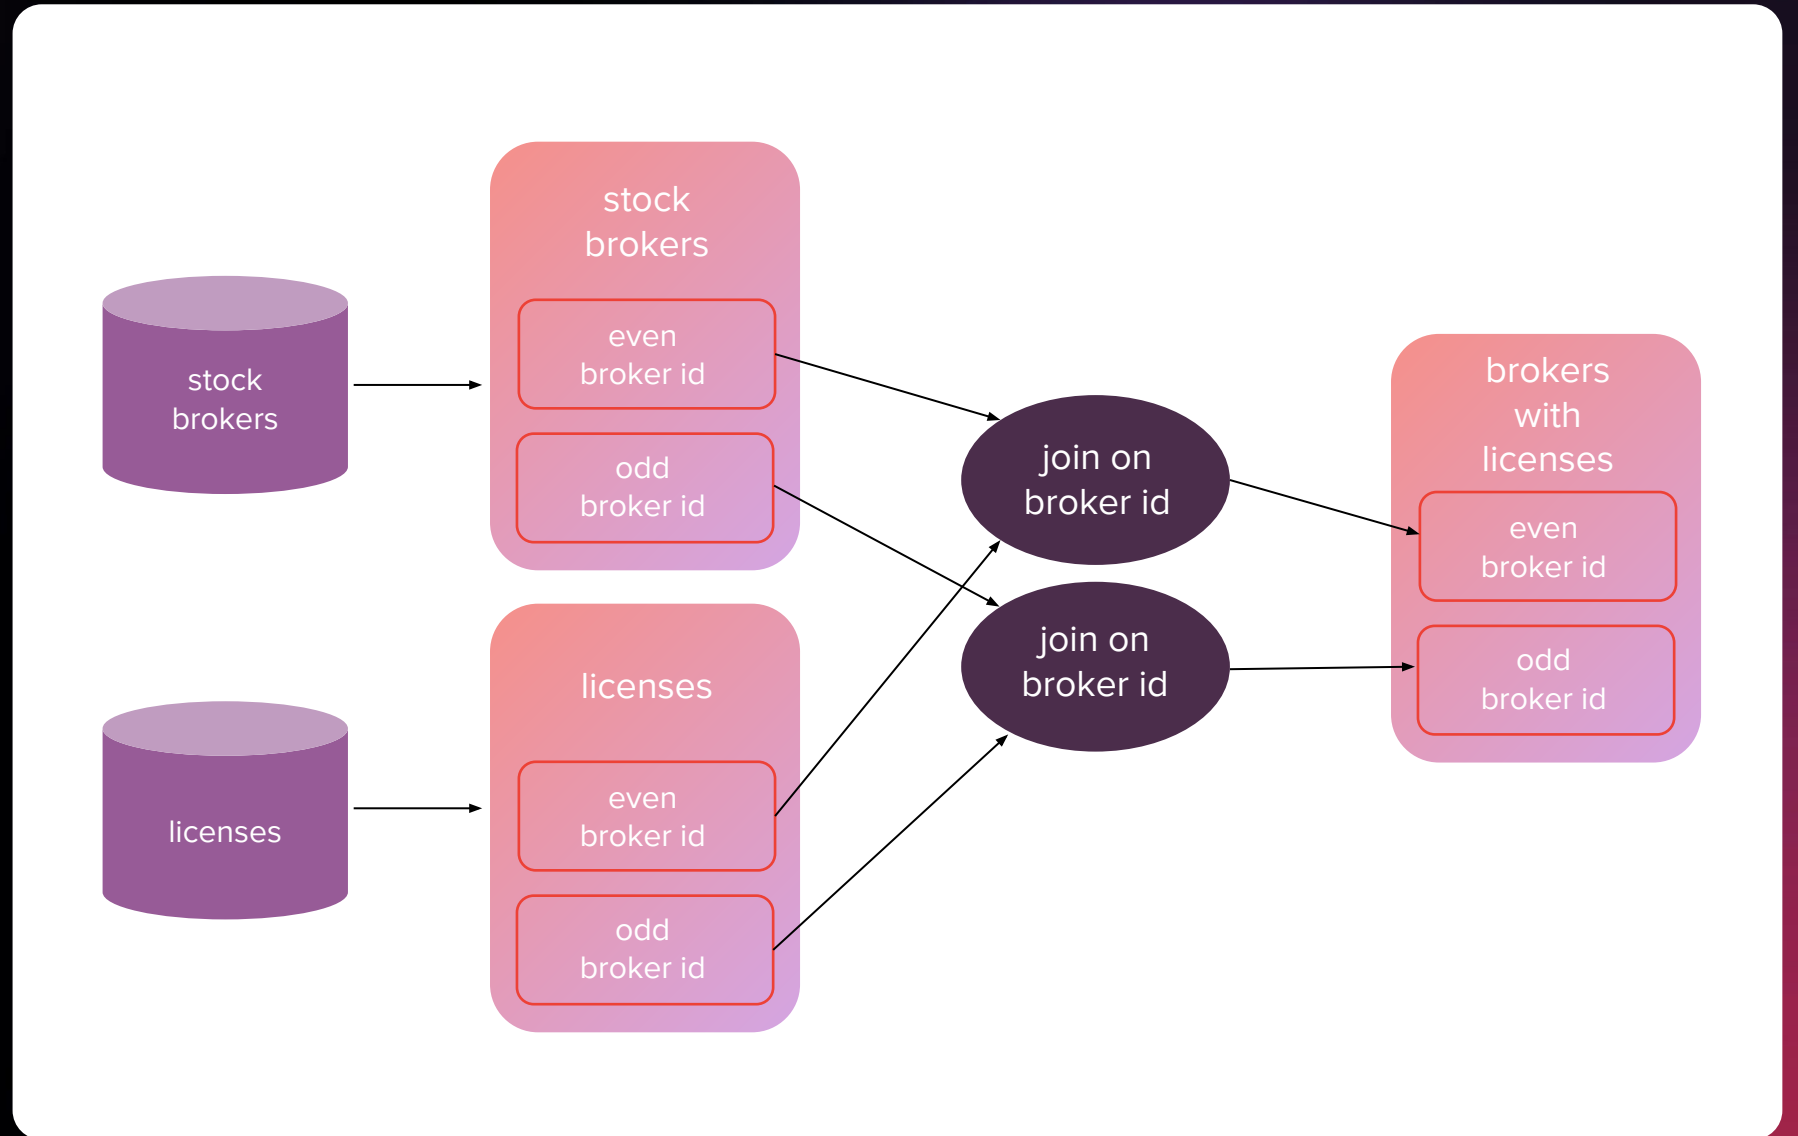 stock
brokers
stock
brokers
even
broker id
odd
broker id
licenses
licenses
even
broker id
odd
broker id
join on
broker id
join on
broker id
brokers
with
licenses
even
broker id
odd
broker id